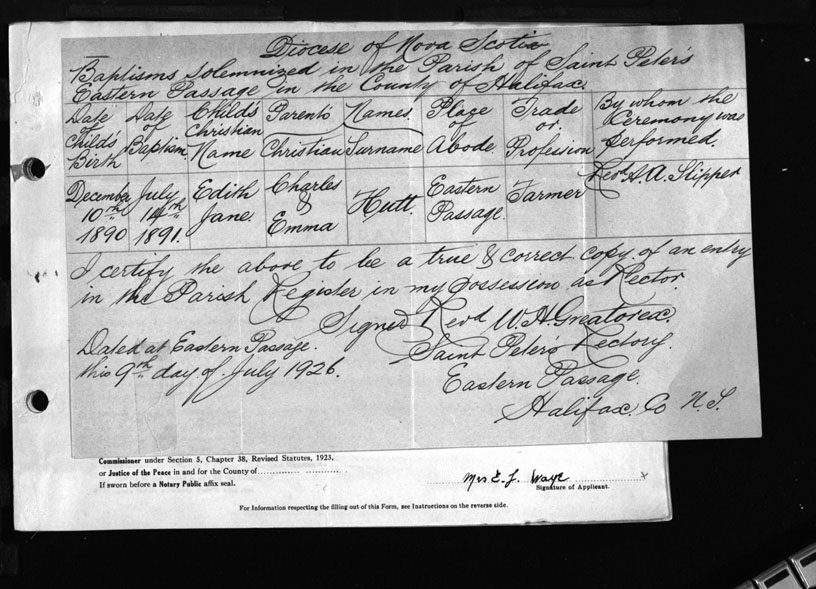 Diocese of Nova Scotia
Baptisms solemnized in the Parish of Saint Peter's
Eastern Passage in the County of Halifax.
Date of Child's Birth
Date of Baptism
Child's Christian Name
Parents Names
Christian Surname
Place of Abode.
Trade or Profession
By whom the Ceremony was performed.
December 10th 1890
July 14th 1891.
Edith Jane.
Charles & Emma
Hutt.
Eastern Passage
Farmer
Revd A. A. Slipper
I certify the above to be a true & correct copy of an entry
in the Parish Register in my possession as Rector.
Signed Revd W. H. Greatorex.
Dated at Eastern Passage.
this 9th day of July 1926.
Saint Peter's Rectory.
Eastern Passage.
Halifax. Co N.S.
Commissioner under Section 5, Chapter 38, Revised Statutes, 1923,
or Justice of the Peace in and for the County of
If sworn before a Notary Public affix seal.
Mrs E. J. Waye x
Signature of Applicant.
For Information respecting the filling out of this Form, see Instructions on the reverse side.